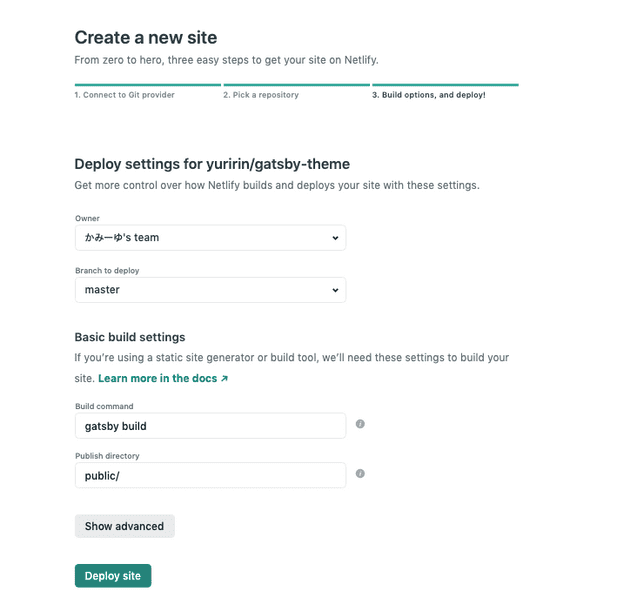 Create a new site
From zero to hero, three easy steps to get your site on Netlify.
1. Connect to Git provider
2. Pick a repository
3. Build options, and deploy!
Deploy settings for yuririn/gatsby-theme
Get more control over how Netlify builds and deploys your site with these settings.
Owner
かみーゆ's team
Branch to deploy
master
Basic build settings
If you're using a static site generator or build tool, we'll need these settings to build your
site. Learn more in the docs ↗
Build command
gatsby build
Publish directory
public/
Show advanced
Deploy site